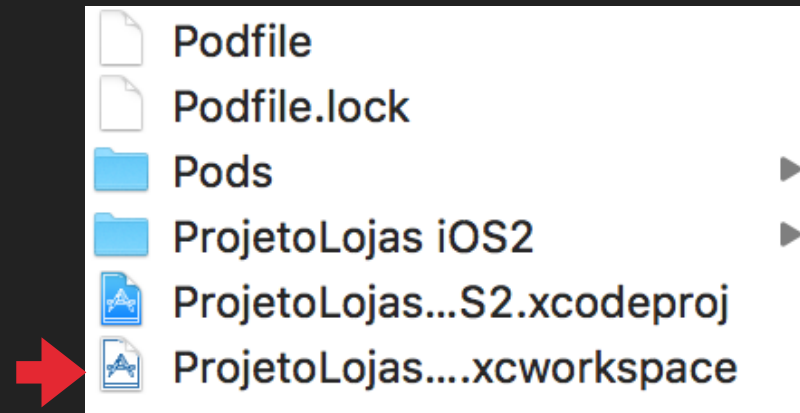 Podfile
Podfile.lock
Pods
ProjetoLojas iOS2
ProjetoLojas...S2.xcodeproj
ProjetoLojas....xcworkspace